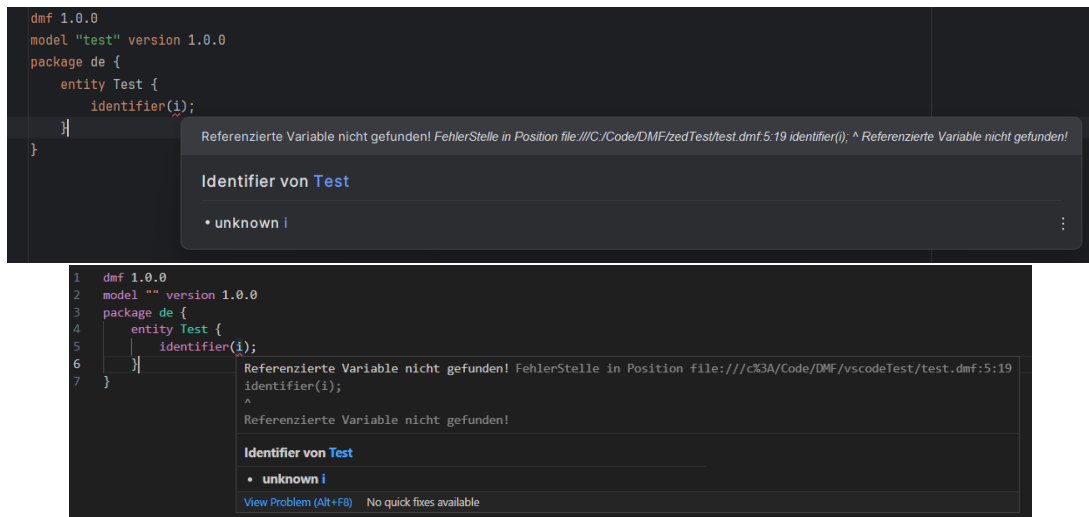 dmf 1.0.0
model "test" version 1.0.0
package de {
entity Test {
identifier(i);
}
}
Referenzierte Variable nicht gefunden! FehlerStelle in Position file:///C:/Code/DMF/zedTest/test.dmf:5:19 identifier(i); ^ Referenzierte Variable nicht gefunden!
Identifier von Test
• unknown i
1 dmf 1.0.0
2 model "" version 1.0.0
3 package de {
4 entity Test {
5 identifier(i);
6 }
7 }
Referenzierte Variable nicht gefunden! FehlerStelle in Position file:///c%3A/Code/DMF/vscodeTest/test.dmf:5:19
identifier(i);
^
Referenzierte Variable nicht gefunden!
Identifier von Test
• unknown i
View Problem (Alt+F8) No quick fixes available